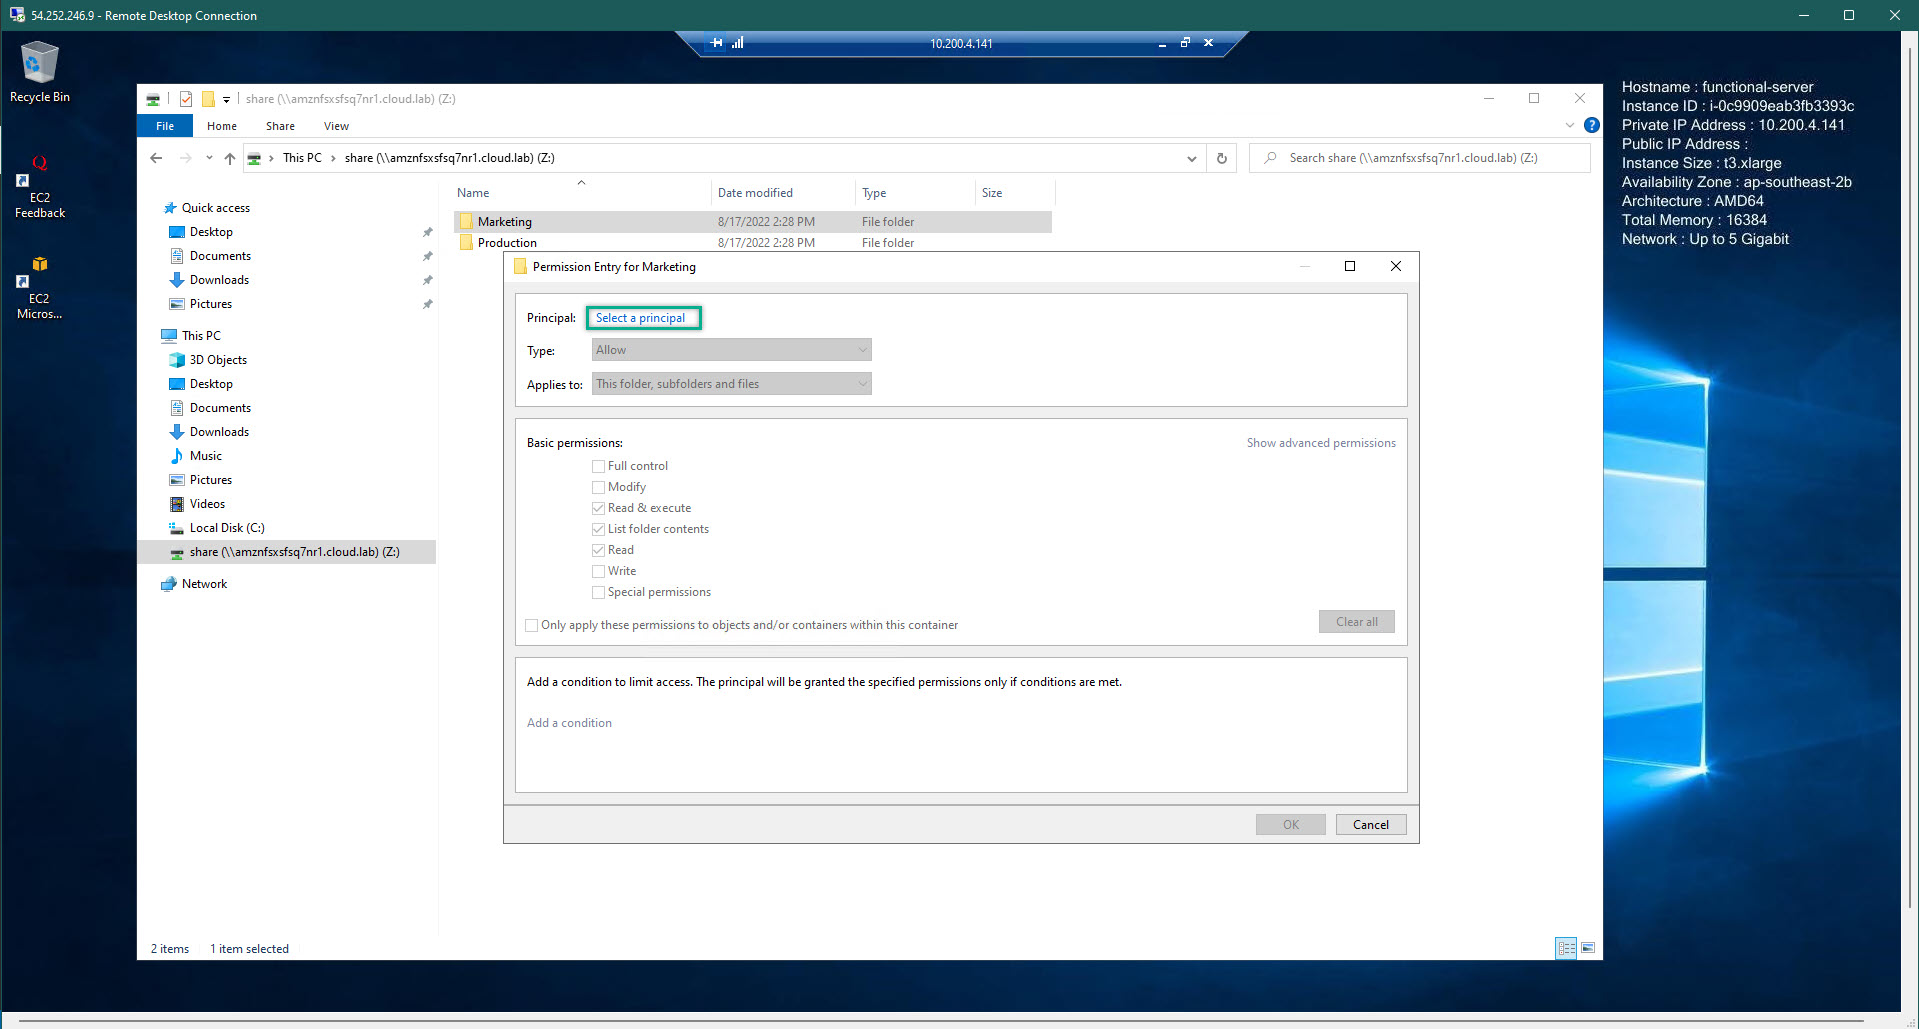 54.252.246.9 - Remote Desktop Connection
10.200.4.141
Recycle Bin
EC2
Feedback
EC2
Micros...
Hostname : functional-server
Instance ID : i-0c9909eab3fb3393c
Private IP Address : 10.200.4.141
Public IP Address :
Instance Size : t3.xlarge
Availability Zone : ap-southeast-2b
Architecture : AMD64
Total Memory : 16384
Network : Up to 5 Gigabit
share (\\amznfsxsfsq7nr1.cloud.lab) (Z:)
File Home Share View
This PC › share (\\amznfsxsfsq7nr1.cloud.lab) (Z:)
Search share (\\amznfsxsfsq7nr1.cloud.lab) (Z:)
Quick access
Desktop
Documents
Downloads
Pictures
This PC
3D Objects
Desktop
Documents
Downloads
Music
Pictures
Videos
Local Disk (C:)
share (\\amznfsxsfsq7nr1.cloud.lab) (Z:)
Network
Name Date modified Type Size
Marketing 8/17/2022 2:28 PM File folder
Production 8/17/2022 2:28 PM File folder
Permission Entry for Marketing
Principal: Select a principal
Type: Allow
Applies to: This folder, subfolders and files
Basic permissions: Show advanced permissions
Full control
Modify
Read & execute
List folder contents
Read
Write
Special permissions
Only apply these permissions to objects and/or containers within this container
Clear all
Add a condition to limit access. The principal will be granted the specified permissions only if conditions are met.
Add a condition
OK Cancel
2 items 1 item selected